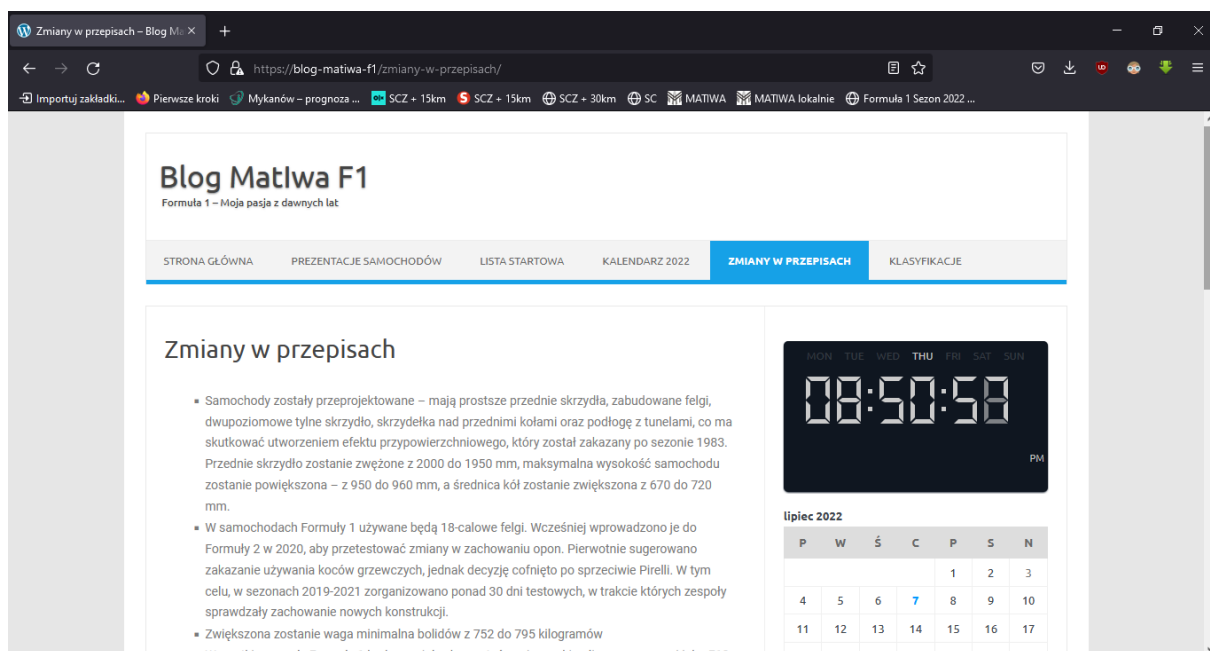 Zmiany w przepisach – Blog Ma
https://blog-matiwa-f1/zmiany-w-przepisach/
Importuj zakładki... Pierwsze kroki Mykanów – prognoza ... SCZ + 15km SCZ + 15km SCZ + 30km SC MATIWA MATIWA lokalnie Formuła 1 Sezon 2022 ...
Blog MatIwa F1
Formuła 1 – Moja pasja z dawnych lat
STRONA GŁÓWNA PREZENTACJE SAMOCHODÓW LISTA STARTOWA KALENDARZ 2022 ZMIANY W PRZEPISACH KLASYFIKACJE
Zmiany w przepisach
Samochody zostały przeprojektowane – mają prostsze przednie skrzydła, zabudowane felgi,
dwupoziomowe tylne skrzydło, skrzydełka nad przednimi kołami oraz podłogę z tunelami, co ma
skutkować utworzeniem efektu przypowierzchniowego, który został zakazany po sezonie 1983.
Przednie skrzydło zostanie zwężone z 2000 do 1950 mm, maksymalna wysokość samochodu
zostanie powiększona – z 950 do 960 mm, a średnica kół zostanie zwiększona z 670 do 720
mm.
W samochodach Formuły 1 używane będą 18-calowe felgi. Wcześniej wprowadzono je do
Formuły 2 w 2020, aby przetestować zmiany w zachowaniu opon. Pierwotnie sugerowano
zakazanie używania koców grzewczych, jednak decyzję cofnięto po sprzeciwie Pirelli. W tym
celu, w sezonach 2019-2021 zorganizowano ponad 30 dni testowych, w trakcie których zespoły
sprawdzały zachowanie nowych konstrukcji.
Zwiększona zostanie waga minimalna bolidów z 752 do 795 kilogramów
MON TUE WED THU FRI SAT SUN
PM
lipiec 2022
P W Ś C P S N
1 2 3
4 5 6 7 8 9 10
11 12 13 14 15 16 17